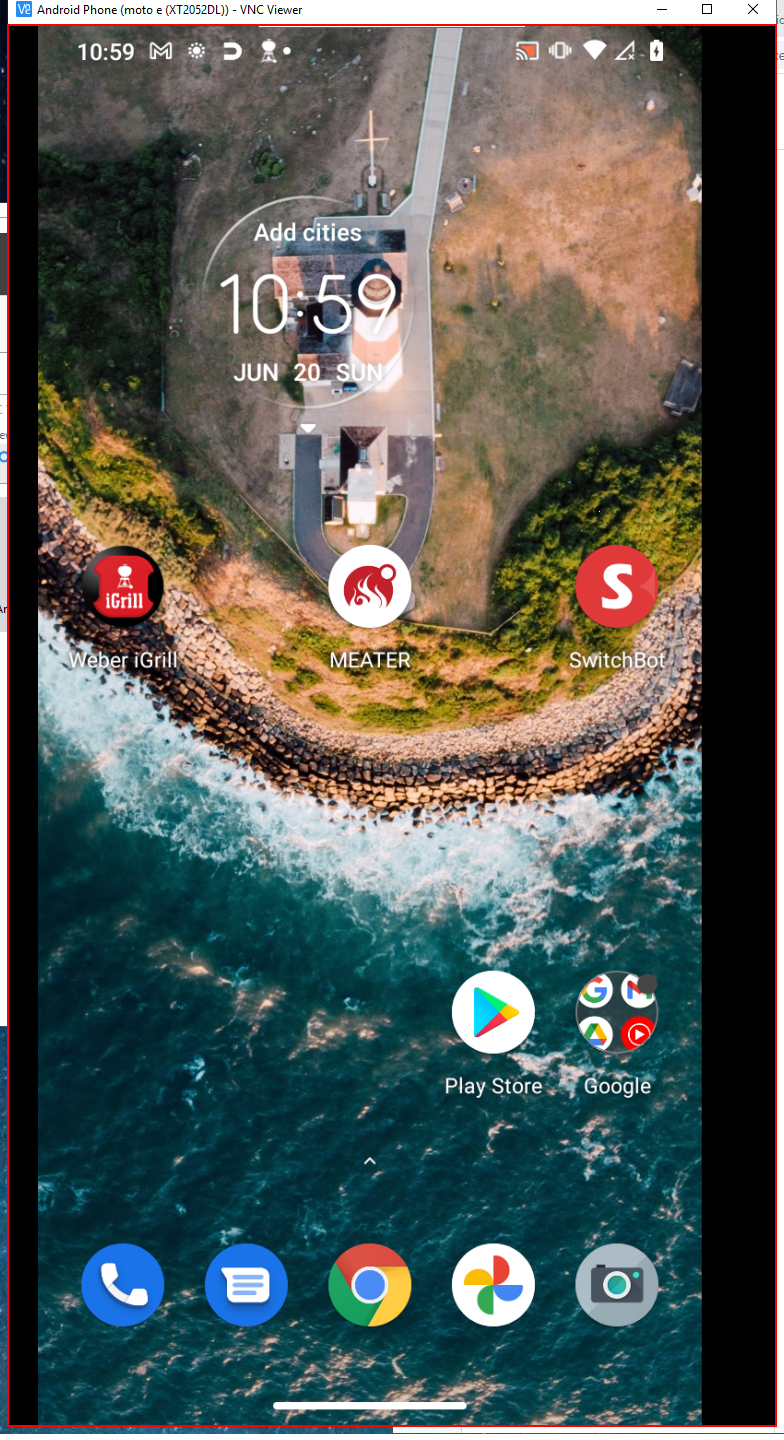 Android Phone (moto e (XT2052DL)) - VNC Viewer
10:59
Add cities
10:59
JUN 20 SUN
iGrill
S
Weber iGrill
MEATER
SwitchBot
Play Store
Google